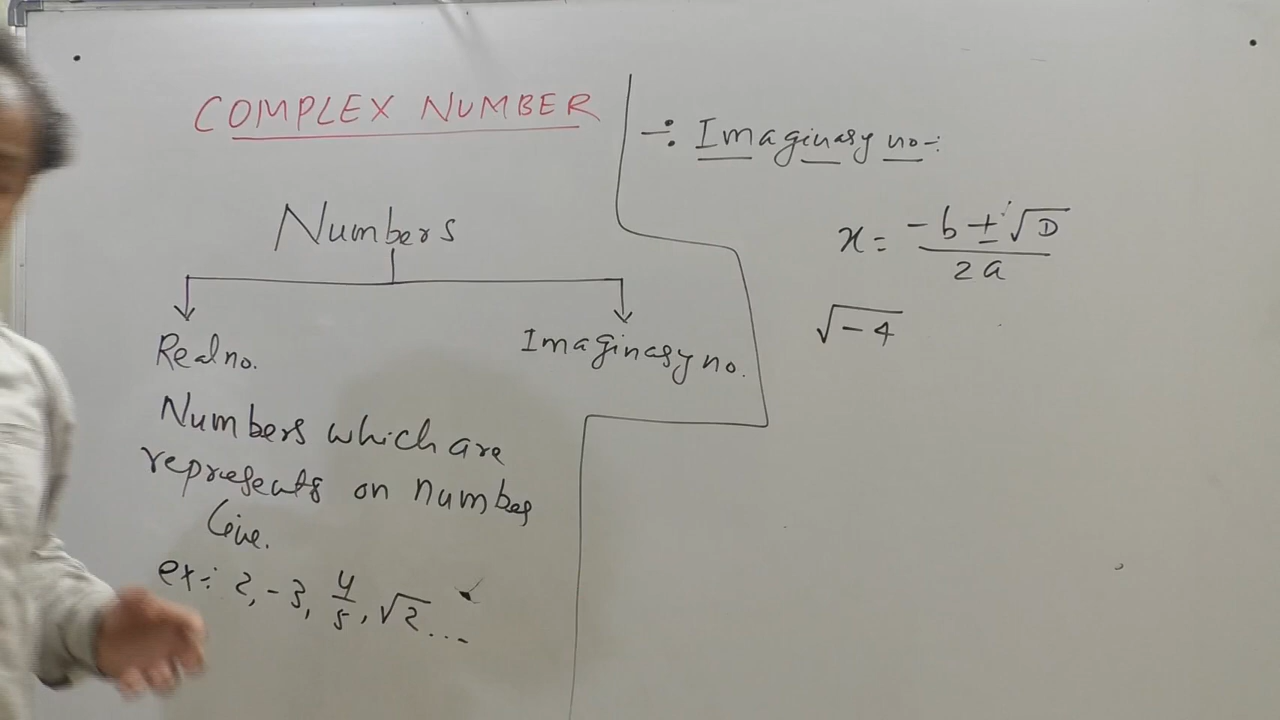 COMPLEX NUMBER
Numbers
Real no.
Imaginary no.
Numbers which are
represents on number
line.
ex÷ 2, -3, 4/5, √2...
÷ Imaginary no-:
x = (-b ± √D)/2a
√-4